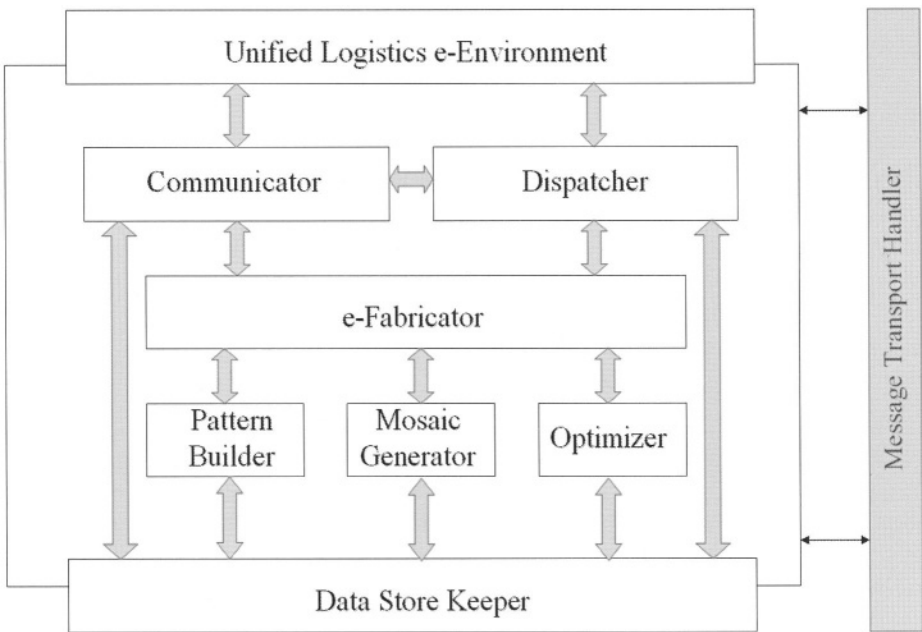 Unified Logistics e-Environment
Communicator
Dispatcher
e-Fabricator
Pattern
Builder
Mosaic
Generator
Optimizer
Data Store Keeper
Message Transport Handler